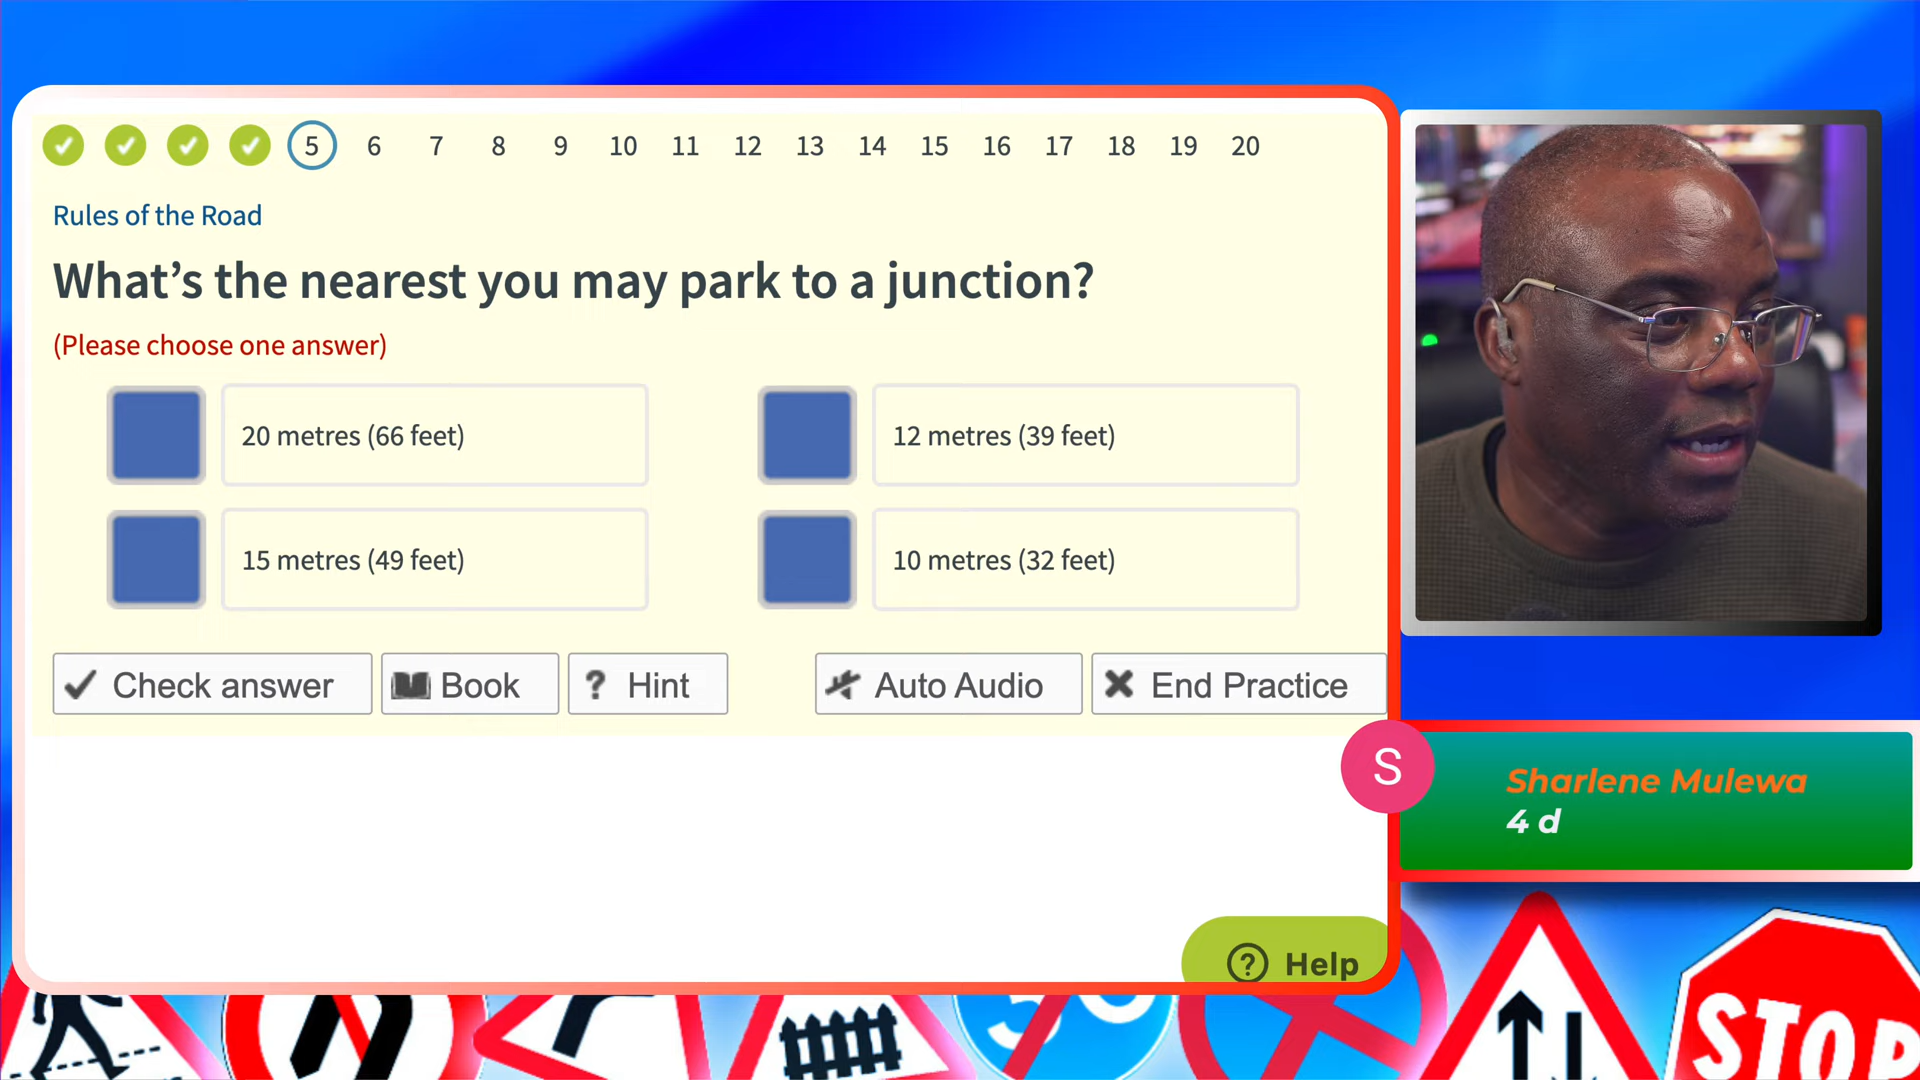 5 6 7 8 9 10 11 12 13 14 15 16 17 18 19 20
Rules of the Road
What’s the nearest you may park to a junction?
(Please choose one answer)
20 metres (66 feet)
12 metres (39 feet)
15 metres (49 feet)
10 metres (32 feet)
Check answer
Book
? Hint
Auto Audio
End Practice
S
Sharlene Mulewa
4 d
? Help
STOP